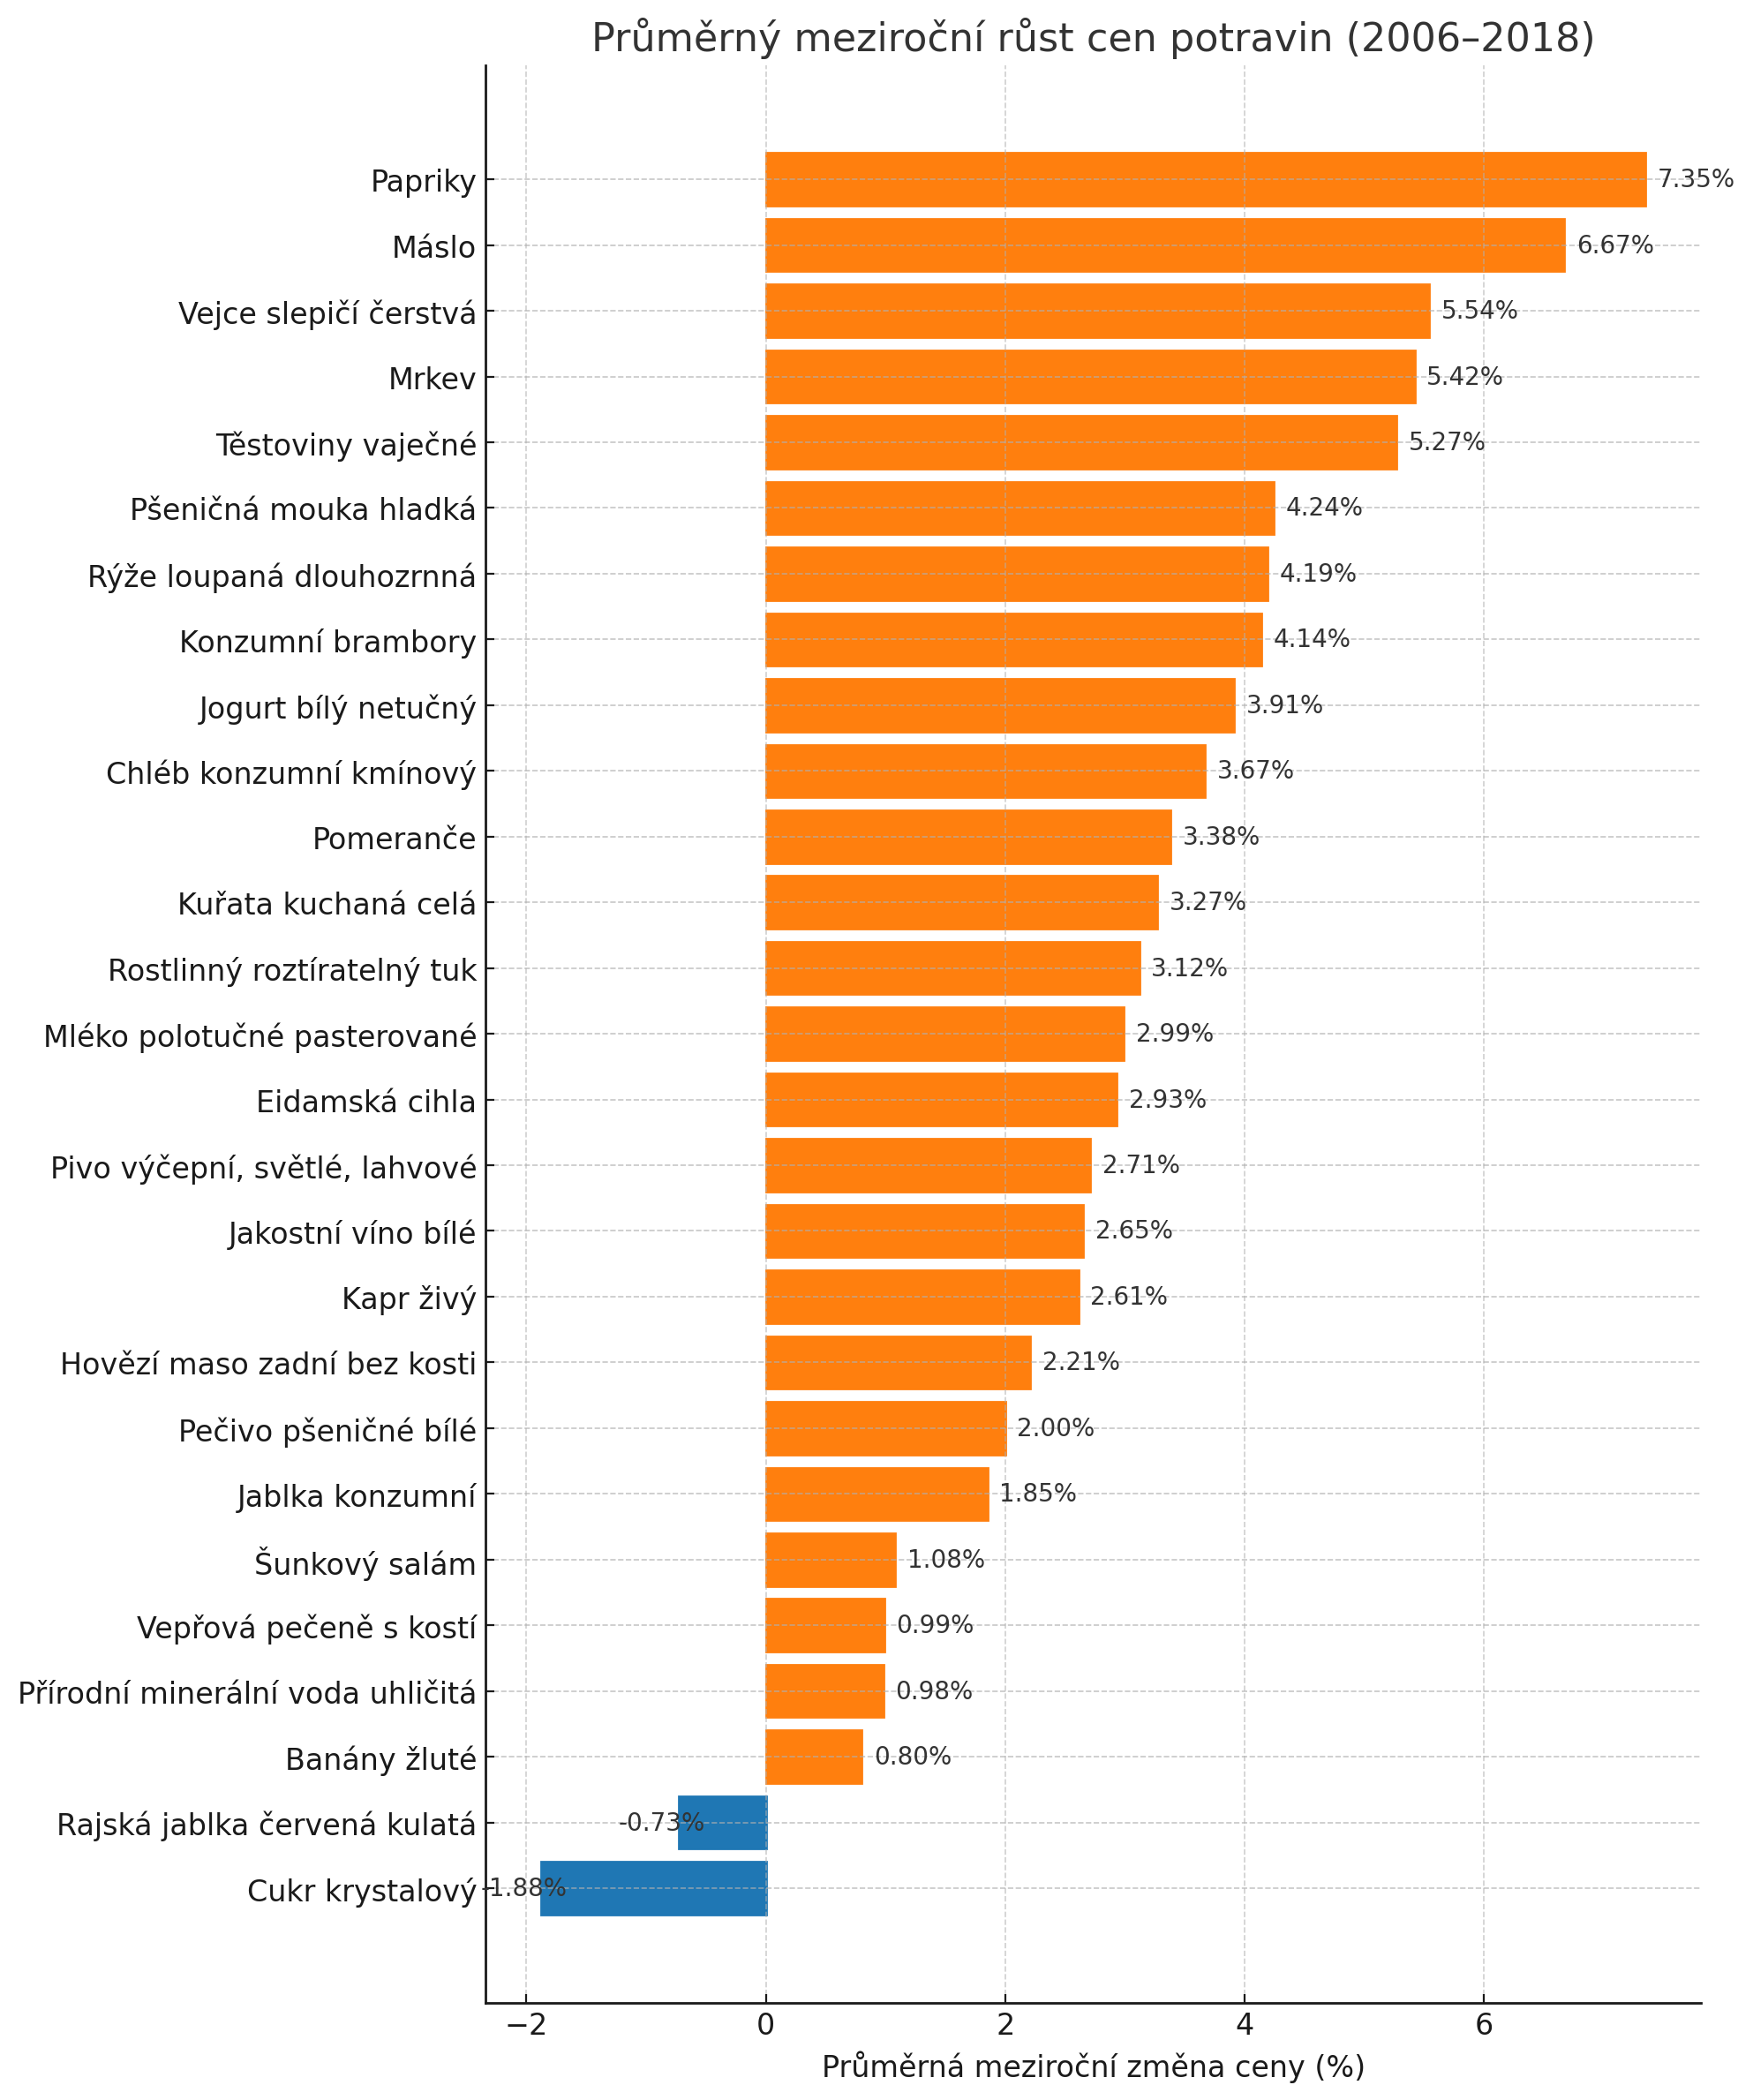 Průměrný meziroční růst cen potravin (2006–2018)
Papriky 7.35%
Máslo 6.67%
Vejce slepičí čerstvá 5.54%
Mrkev 5.42%
Těstoviny vaječné 5.27%
Pšeničná mouka hladká 4.24%
Rýže loupaná dlouhozrnná 4.19%
Konzumní brambory 4.14%
Jogurt bílý netučný 3.91%
Chléb konzumní kmínový 3.67%
Pomeranče 3.38%
Kuřata kuchaná celá 3.27%
Rostlinný roztíratelný tuk 3.12%
Mléko polotučné pasterované 2.99%
Eidamská cihla 2.93%
Pivo výčepní, světlé, lahvové 2.71%
Jakostní víno bílé 2.65%
Kapr živý 2.61%
Hovězí maso zadní bez kosti 2.21%
Pečivo pšeničné bílé 2.00%
Jablka konzumní 1.85%
Šunkový salám 1.08%
Vepřová pečeně s kostí 0.99%
Přírodní minerální voda uhličitá 0.98%
Banány žluté 0.80%
Rajská jablka červená kulatá -0.73%
Cukr krystalový -1.88%
−2 0 2 4 6
Průměrná meziroční změna ceny (%)